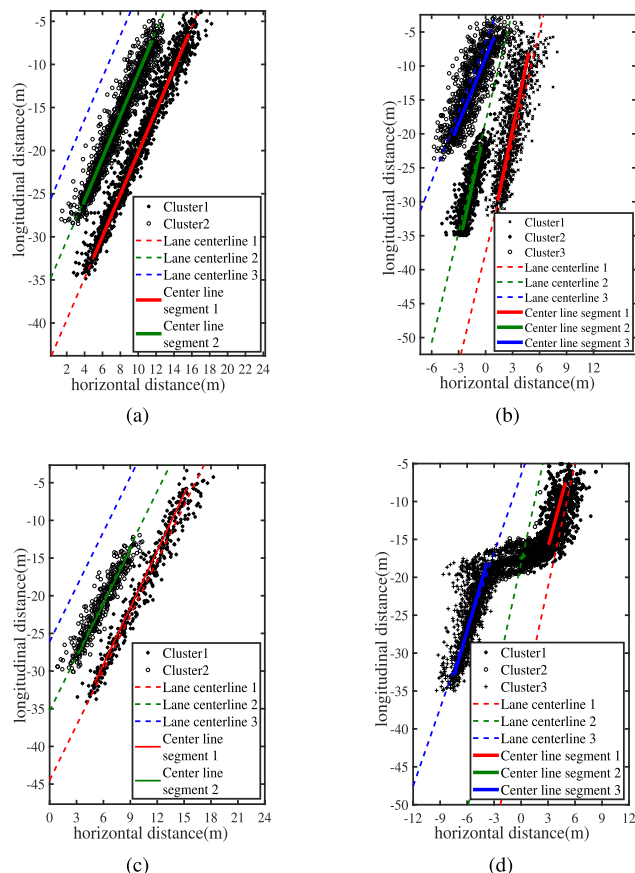 -5
-10
-15
-20
-25
-30
-35
-40
longitudinal distance(m)
Cluster1
Cluster2
Lane centerline 1
Lane centerline 2
Lane centerline 3
Center line
segment 1
Center line
segment 2
2 4 6 8 10 12 14 16 18 20 22 24
horizontal distance(m)
(a)
-5
-10
-15
-20
-25
-30
-35
-40
-45
-50
longitudinal distance(m)
Cluster1
Cluster2
Cluster3
Lane centerline 1
Lane centerline 2
Lane centerline 3
Center line segment 1
Center line segment 2
Center line segment 3
-6 -3 0 3 6 9 12
horizontal distance(m)
(b)
-5
-10
-15
-20
-25
-30
-35
-40
-45
longitudinal distance(m)
Cluster1
Cluster2
Lane centerline 1
Lane centerline 2
Lane centerline 3
Center line
segment 1
Center line
segment 2
0 3 6 9 12 15 18 21 24
horizontal distance(m)
(c)
-5
-10
-15
-20
-25
-30
-35
-40
-45
-50
longitudinal distance(m)
Cluster1
Cluster2
Cluster3
Lane centerline 1
Lane centerline 2
Lane centerline 3
Center line segment 1
Center line segment 2
Center line segment 3
-12 -9 -6 -3 0 3 6 9 12
horizontal distance(m)
(d)